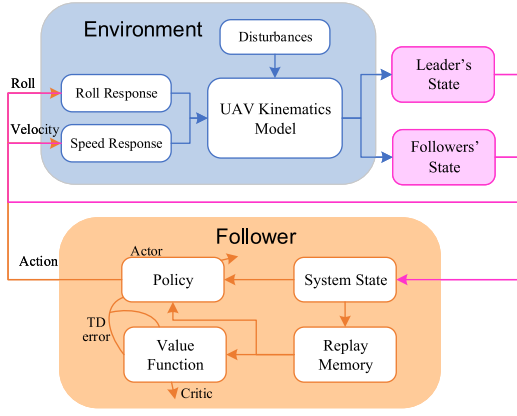 Environment
Disturbances
Leader's
State
Roll
Roll Response
UAV Kinematics
Model
Velocity
Speed Response
Followers'
State
Follower
Actor
Action
Policy
System State
TD
error
Value
Function
Replay
Memory
Critic